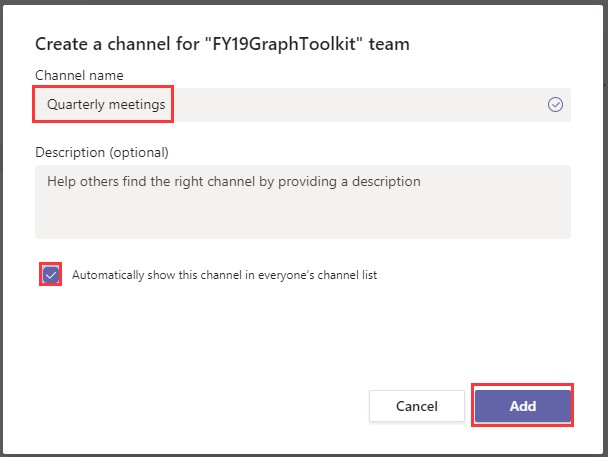 Create a channel for "FY19GraphToolkit" team
Channel name
Quarterly meetings
Description (optional)
Help others find the right channel by providing a description
Automatically show this channel in everyone's channel list
Cancel
Add